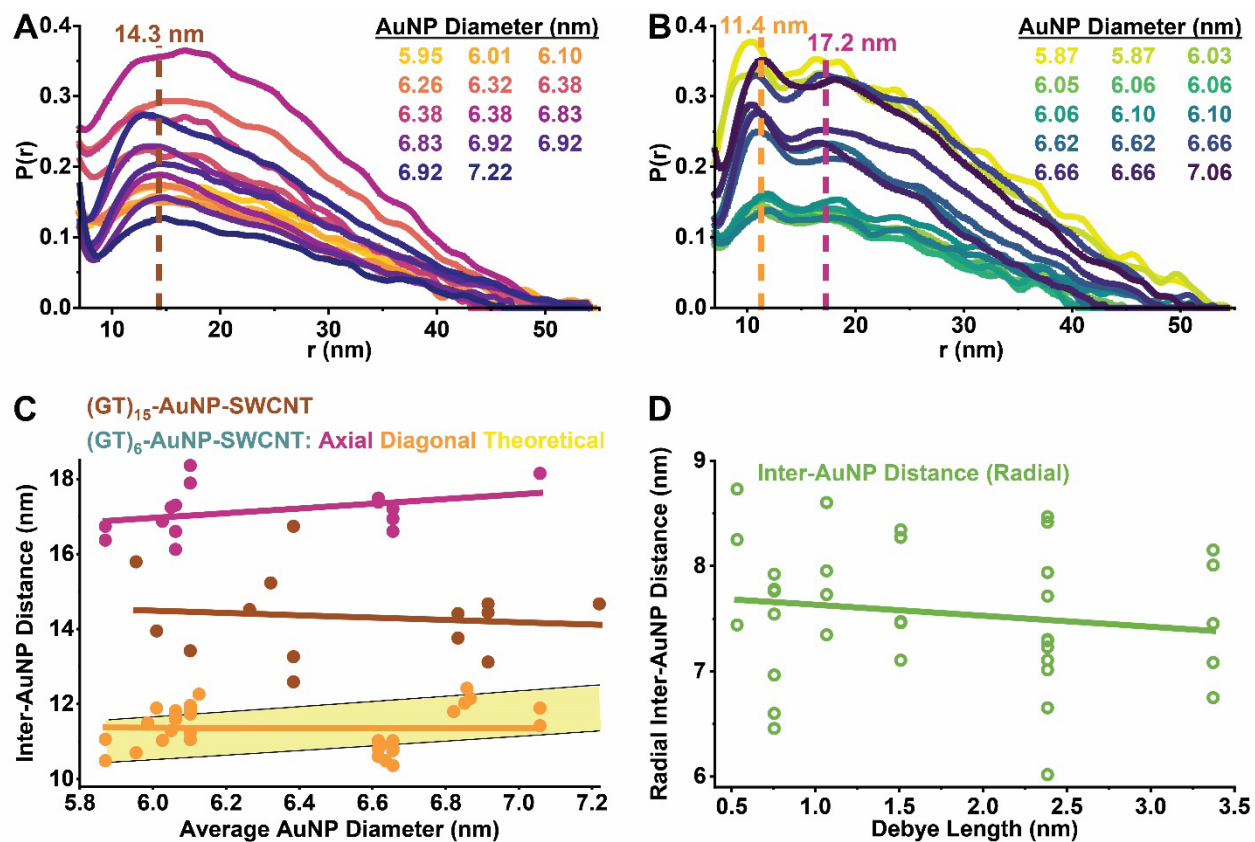 A
14.3 nm
AuNP Diameter (nm)
5.95 6.01 6.10
6.26 6.32 6.38
6.38 6.38 6.83
6.83 6.92 6.92
6.92 7.22
P(r)
0.4
0.3
0.2
0.1
0.0
10 20 30 40 50
r (nm)
B
11.4 nm
17.2 nm
AuNP Diameter (nm)
5.87 5.87 6.03
6.05 6.06 6.06
6.06 6.10 6.10
6.62 6.62 6.66
6.66 6.66 7.06
P(r)
0.4
0.3
0.2
0.1
0.0
10 20 30 40 50
r (nm)
C
(GT)15-AuNP-SWCNT
(GT)6-AuNP-SWCNT: Axial Diagonal Theoretical
Inter-AuNP Distance (nm)
18
16
14
12
10
5.8 6.0 6.2 6.4 6.6 6.8 7.0 7.2
Average AuNP Diameter (nm)
D
Inter-AuNP Distance (Radial)
Radial Inter-AuNP Distance (nm)
9
8
7
6
0.5 1.0 1.5 2.0 2.5 3.0 3.5
Debye Length (nm)